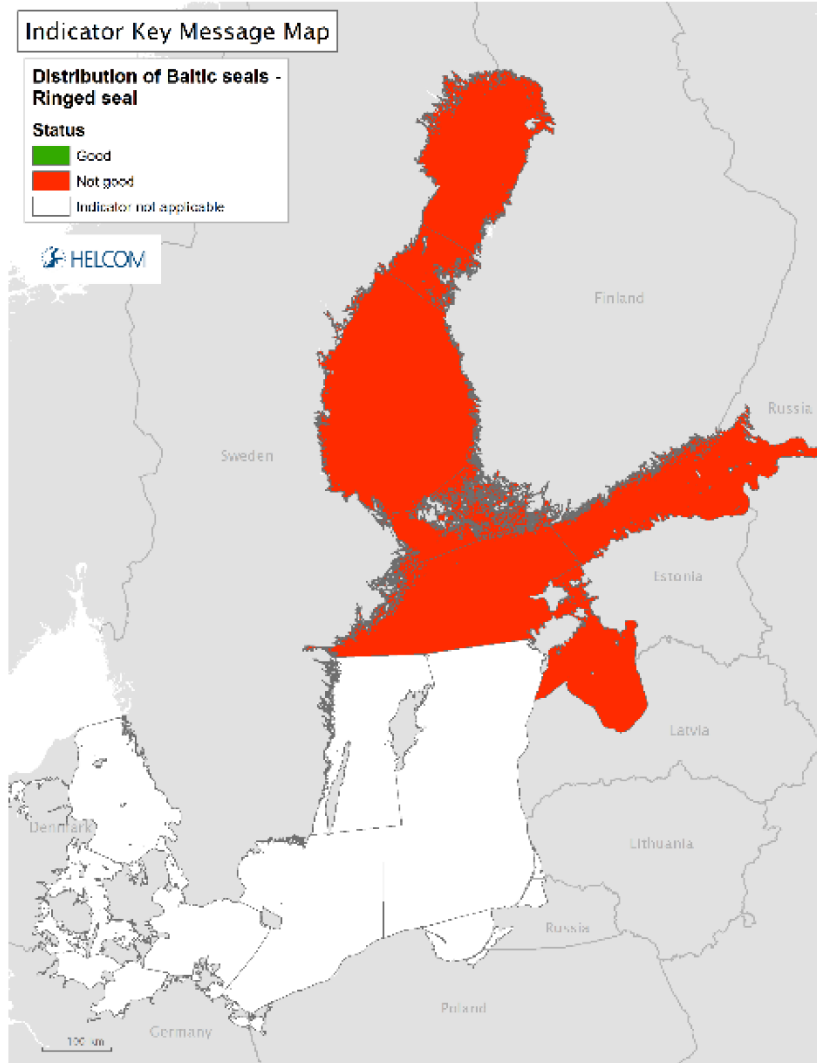 Indicator Key Message Map
Distribution of Baltic seals -
Ringed seal
Status
Good
Not good
Indicator not applicable
HELCOM
Finland
Russia
Sweden
Estonia
Latvia
Denmark
Lithuania
Russia
Poland
Germany
100 km